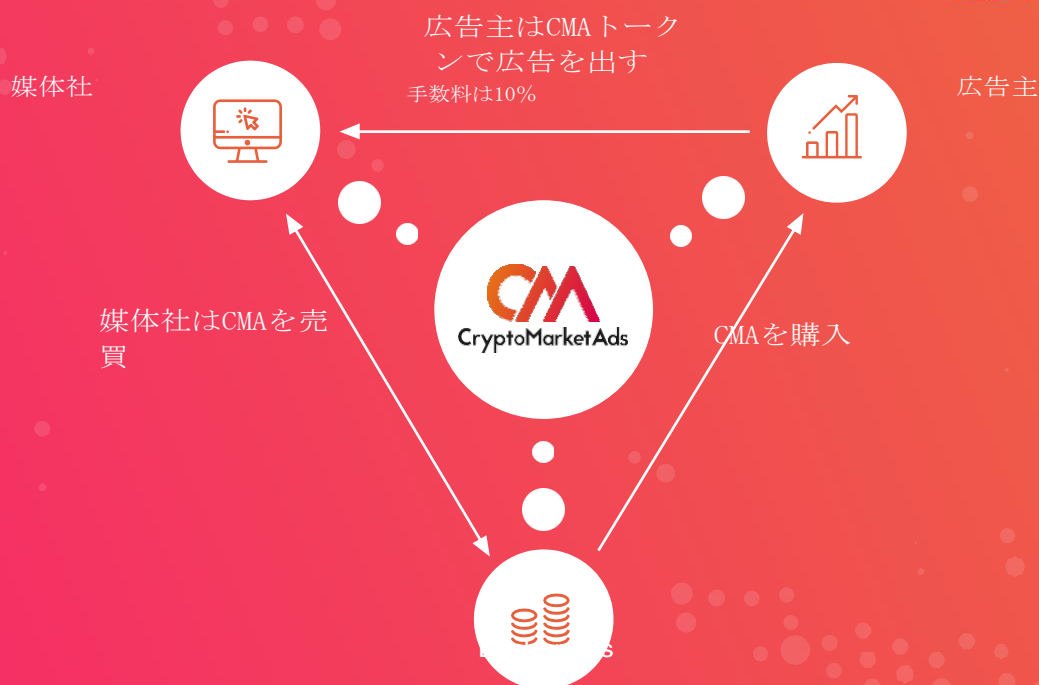 広告主はCMAトーク
ンで広告を出す
手数料は10%
媒体社
広告主
CMA
CryptoMarketAds
媒体社はCMAを売
買
CMAを購入